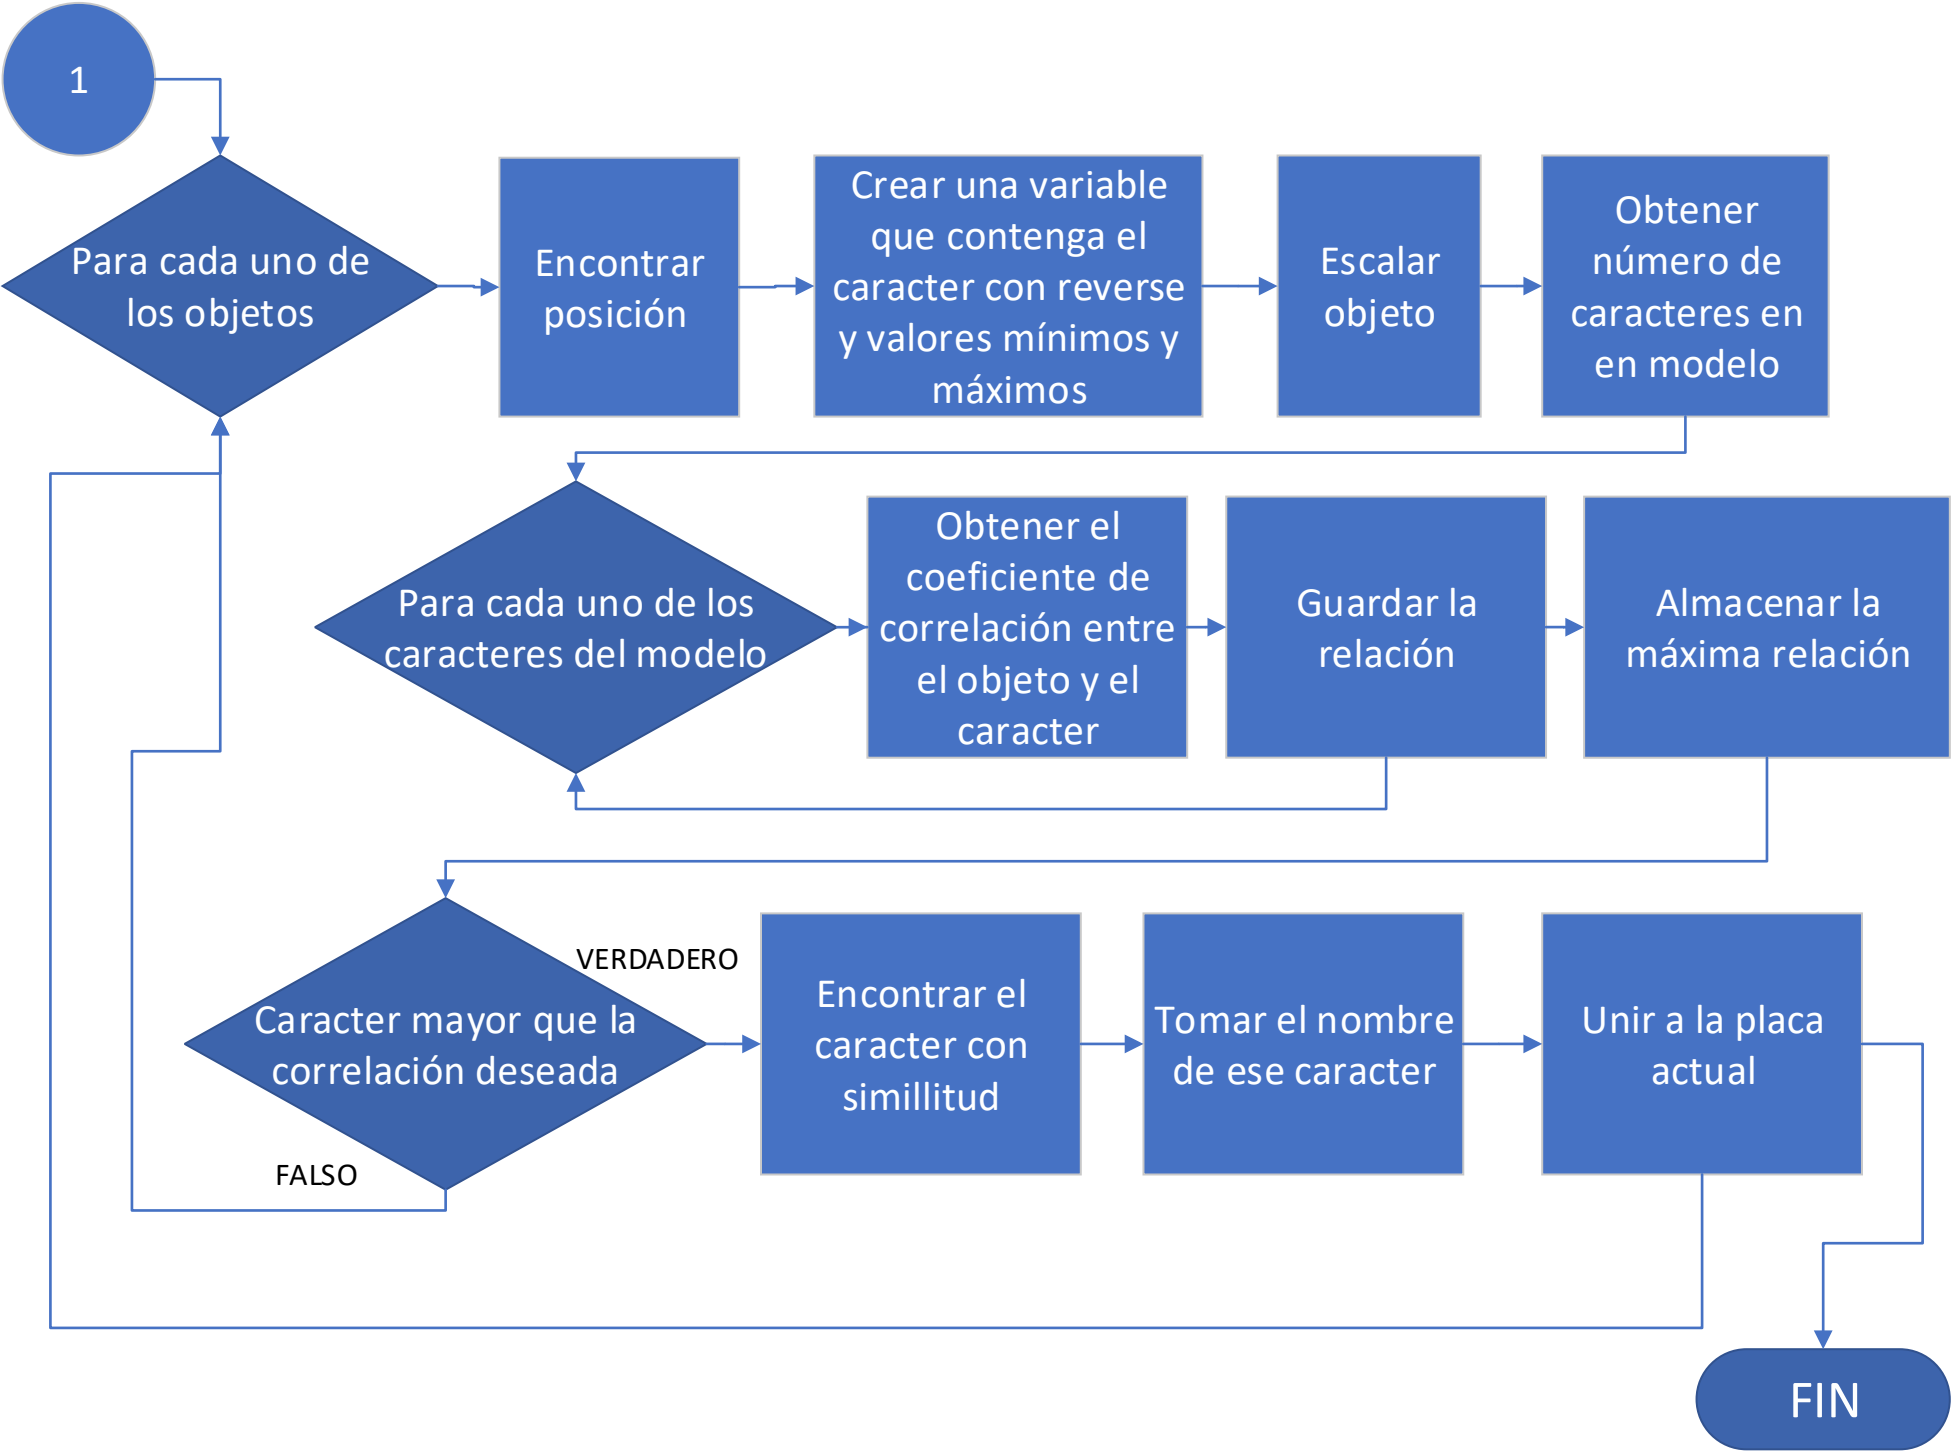 1
Para cada uno de
los objetos
Encontrar
posición
Crear una variable
que contenga el
caracter con reverse
y valores mínimos y
máximos
Escalar
objeto
Obtener
número de
caracteres en
en modelo
Para cada uno de los
caracteres del modelo
Obtener el
coeficiente de
correlación entre
el objeto y el
caracter
Guardar la
relación
Almacenar la
máxima relación
Caracter mayor que la
correlación deseada
VERDADERO
FALSO
Encontrar el
caracter con
simillitud
Tomar el nombre
de ese caracter
Unir a la placa
actual
FIN